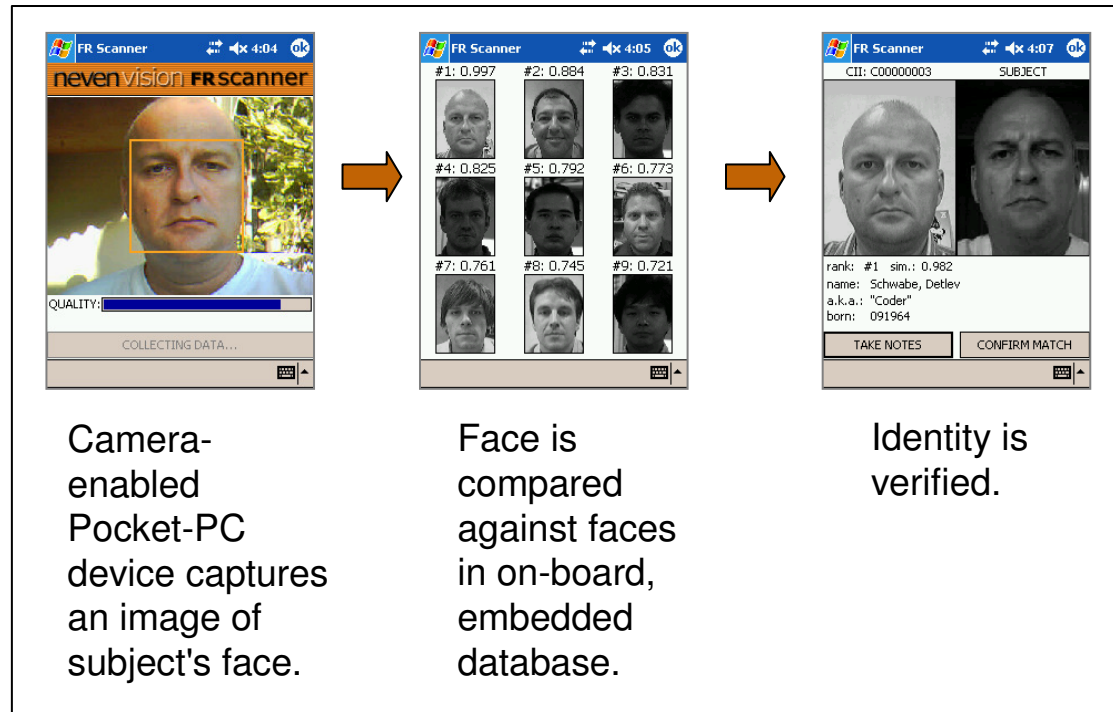 FR Scanner 4:04 ok
nevenvision FRscanner
QUALITY:
COLLECTING DATA...
FR Scanner 4:05 ok
#1: 0.997 #2: 0.884 #3: 0.831
#4: 0.825 #5: 0.792 #6: 0.773
#7: 0.761 #8: 0.745 #9: 0.721
FR Scanner 4:07 ok
CII: C00000003 SUBJECT
rank: #1 sim.: 0.982
name: Schwabe, Detlev
a.k.a.: "Coder"
born: 091964
TAKE NOTES CONFIRM MATCH
Camera-
enabled
Pocket-PC
device captures
an image of
subject's face.
Face is
compared
against faces
in on-board,
embedded
database.
Identity is
verified.